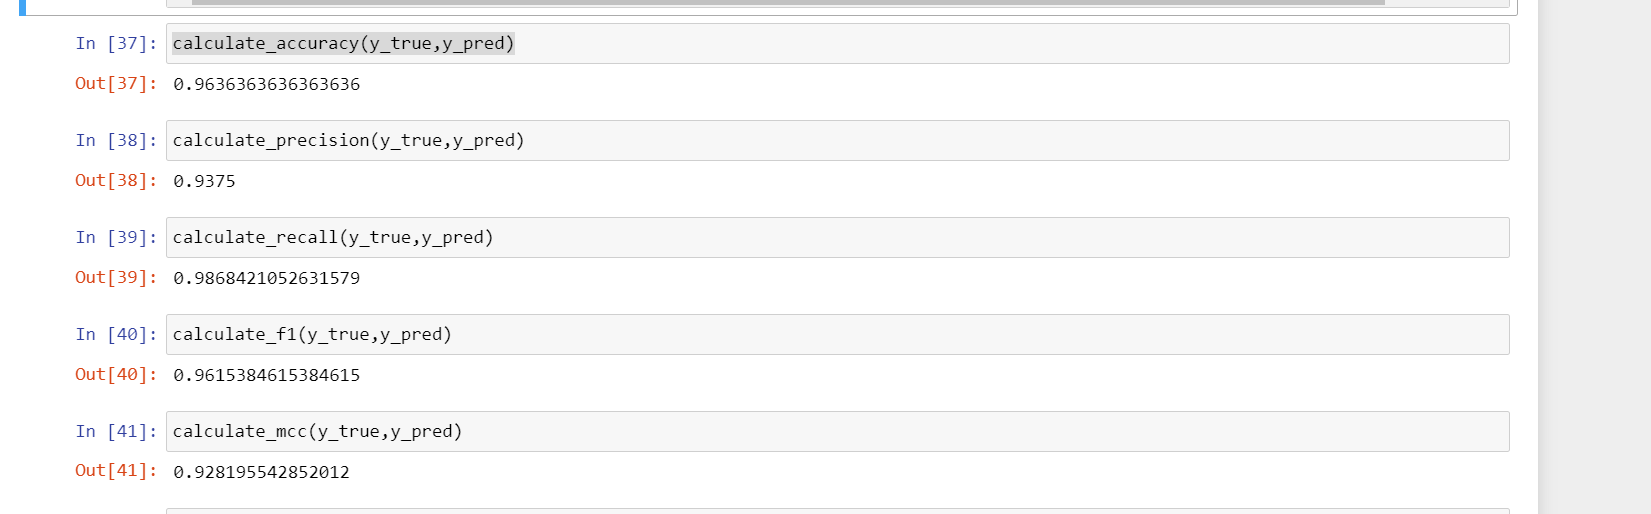 In [37]: calculate_accuracy(y_true,y_pred)
Out[37]: 0.9636363636363636
In [38]: calculate_precision(y_true,y_pred)
Out[38]: 0.9375
In [39]: calculate_recall(y_true,y_pred)
Out[39]: 0.9868421052631579
In [40]: calculate_f1(y_true,y_pred)
Out[40]: 0.9615384615384615
In [41]: calculate_mcc(y_true,y_pred)
Out[41]: 0.928195542852012